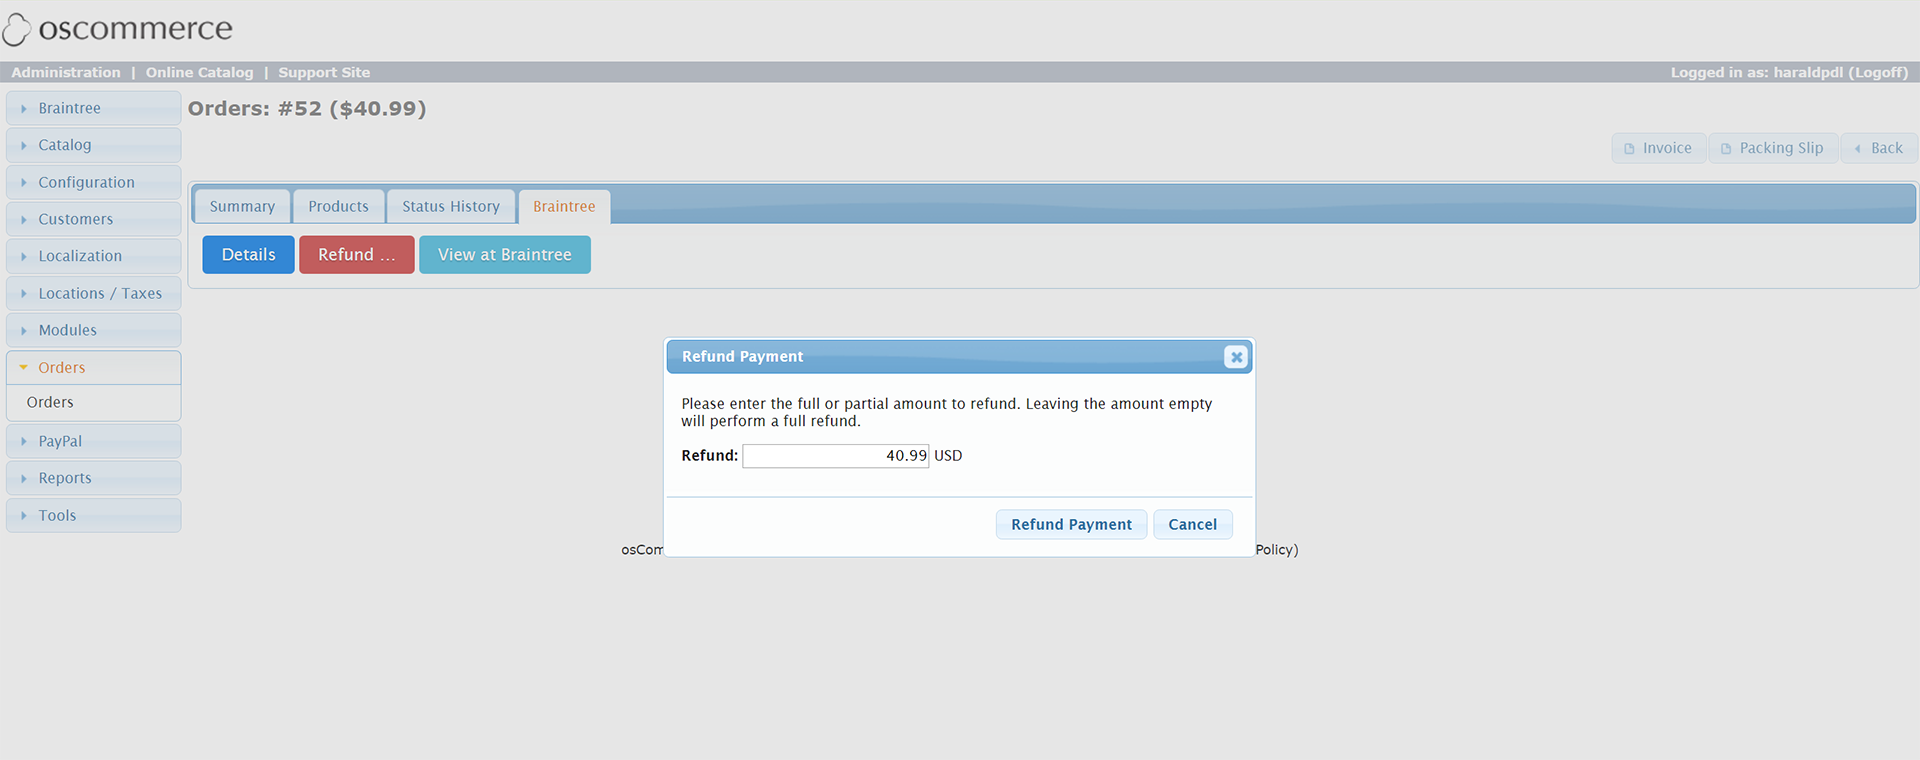 oscommerce
Administration | Online Catalog | Support Site
Logged in as: haraldpdl (Logoff)
Braintree
Catalog
Configuration
Customers
Localization
Locations / Taxes
Modules
Orders
Orders
PayPal
Reports
Tools
Orders: #52 ($40.99)
Invoice
Packing Slip
Back
Summary
Products
Status History
Braintree
Details
Refund ...
View at Braintree
Refund Payment
Please enter the full or partial amount to refund. Leaving the amount empty
will perform a full refund.
Refund: 40.99 USD
Refund Payment
Cancel
osCom
Policy)